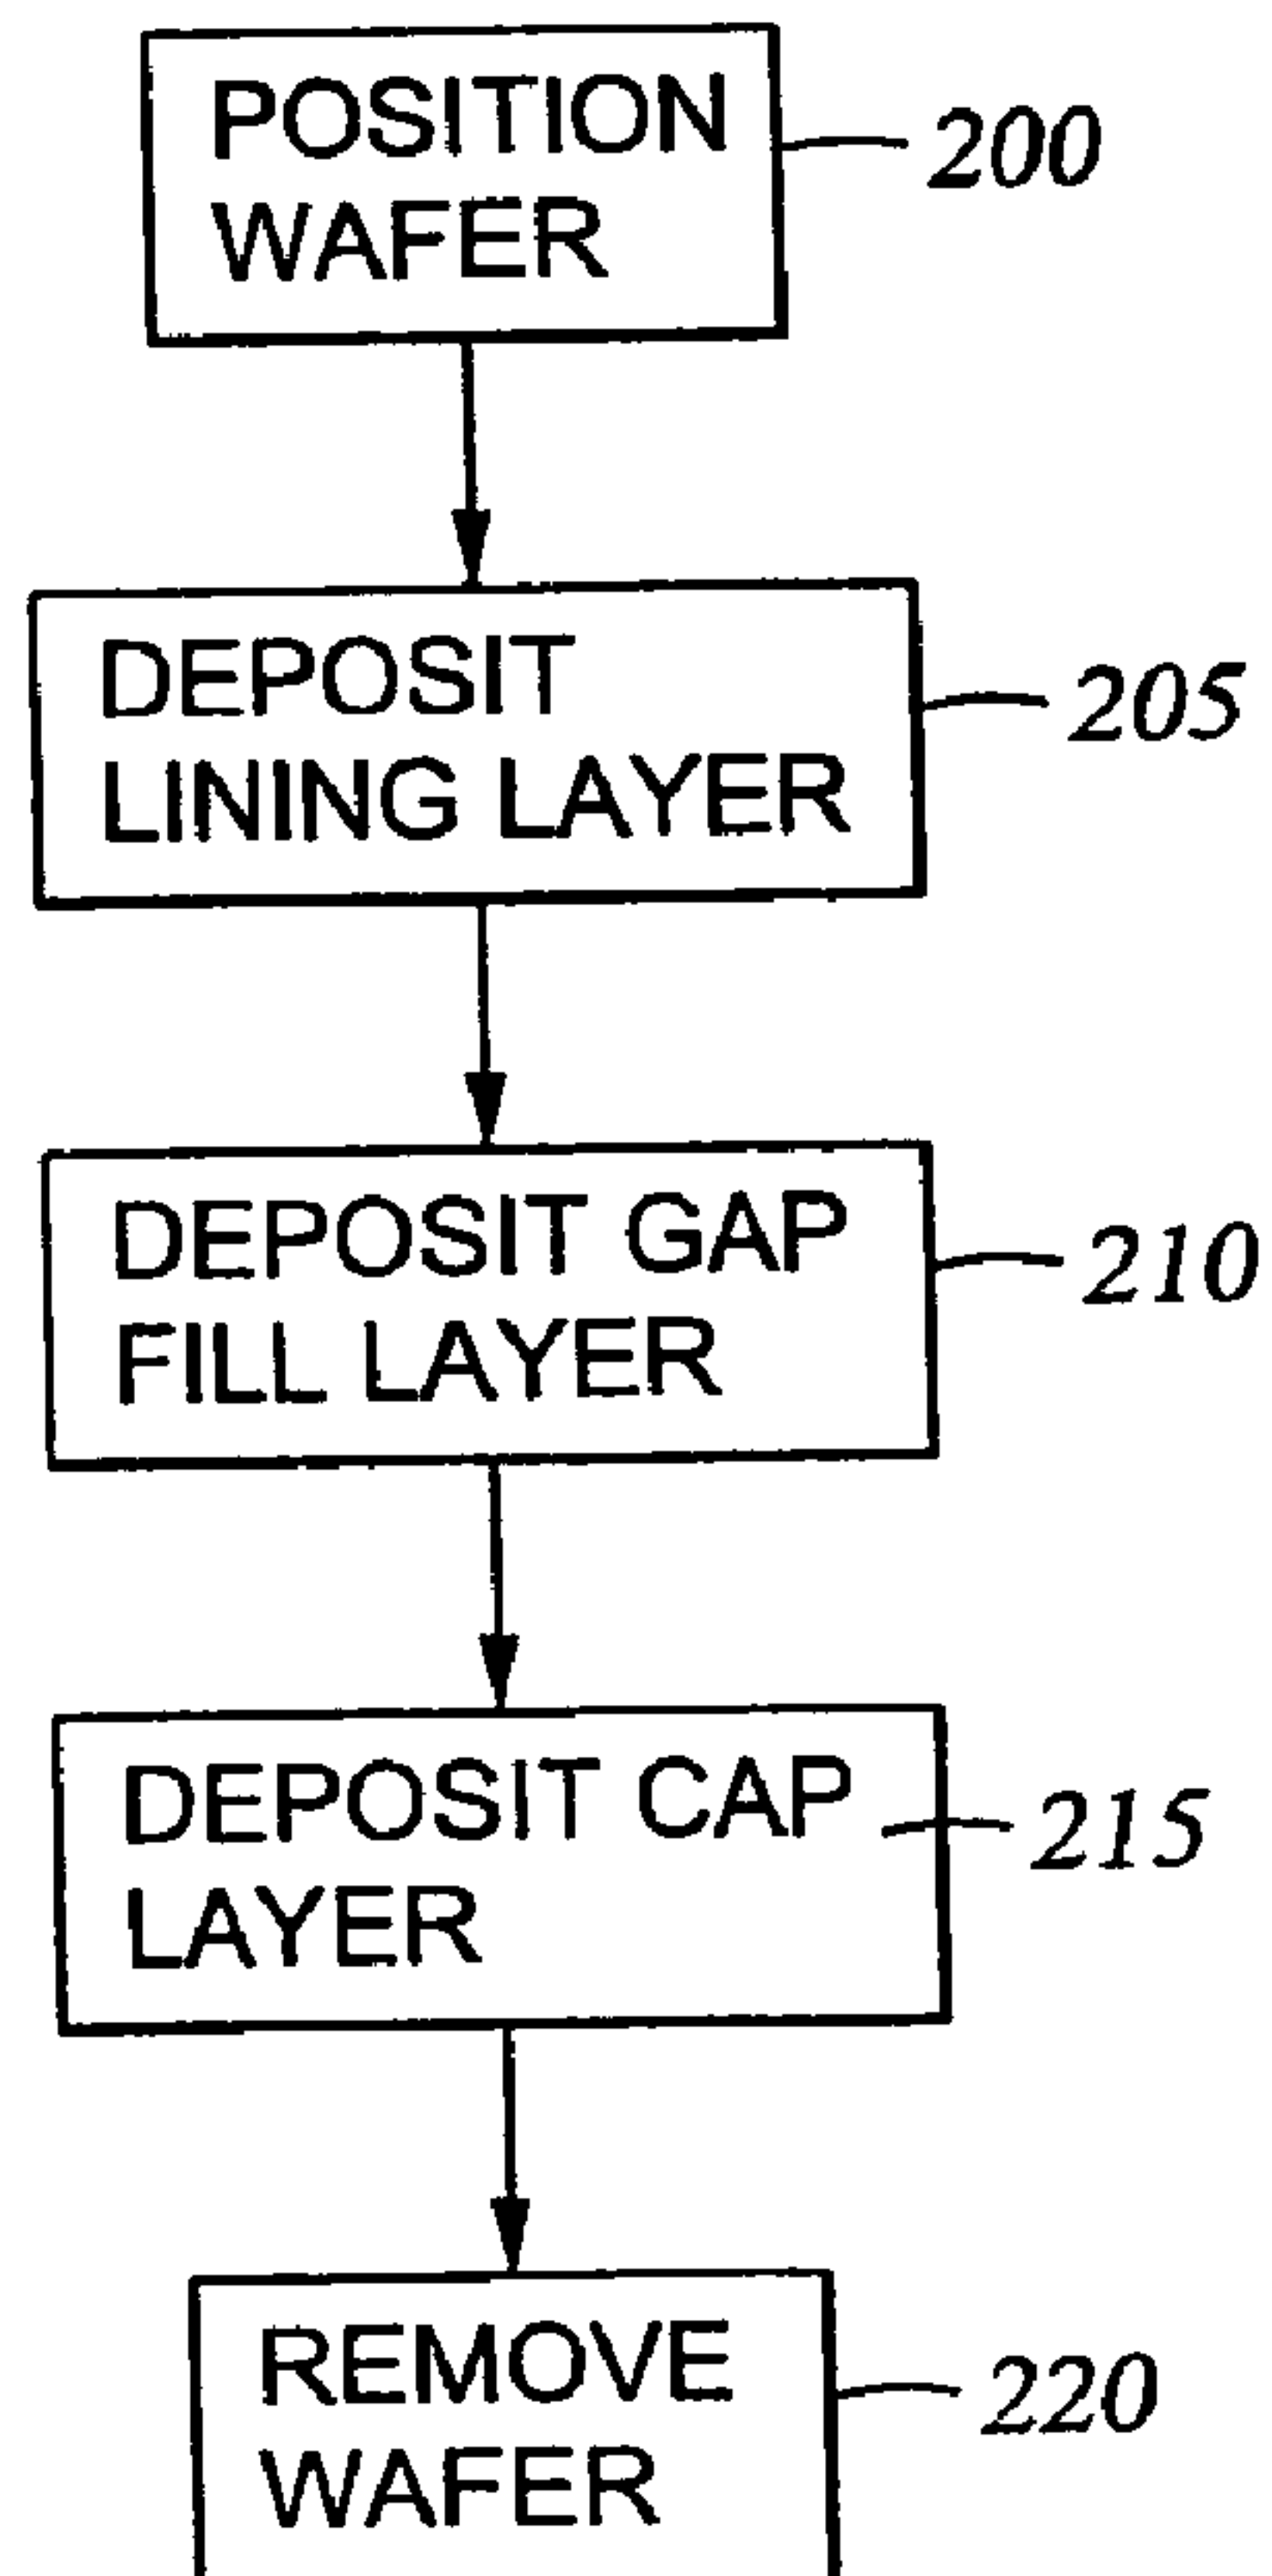 POSITION
WAFER
200
DEPOSIT
LINING LAYER
205
DEPOSIT GAP
FILL LAYER
210
DEPOSIT CAP
LAYER
215
REMOVE
WAFER
220